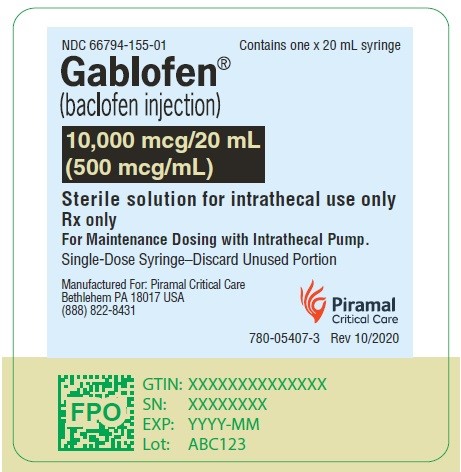 NDC 66794-155-01 Contains one x 20 mL syringe
Gablofen®
(baclofen injection)
10,000 mcg/20 mL
(500 mcg/mL)
Sterile solution for intrathecal use only
Rx only
For Maintenance Dosing with Intrathecal Pump.
Single-Dose Syringe–Discard Unused Portion
Manufactured For: Piramal Critical Care
Bethlehem PA 18017 USA
(888) 822-8431
Piramal
Critical Care
780-05407-3 Rev 10/2020
FPO
GTIN: XXXXXXXXXXXXXX
SN: XXXXXXXX
EXP: YYYY-MM
Lot: ABC123